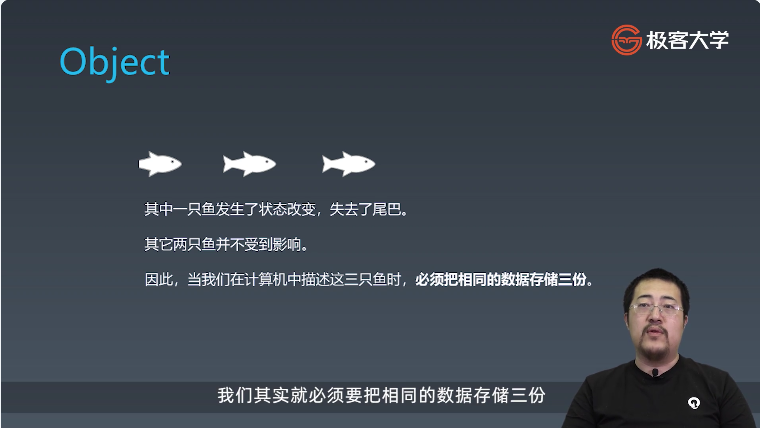 极客大学
Object
其中一只鱼发生了状态改变，失去了尾巴。
其它两只鱼并不受到影响。
因此，当我们在计算机中描述这三只鱼时，必须把相同的数据存储三份。
我们其实就必须要把相同的数据存储三份